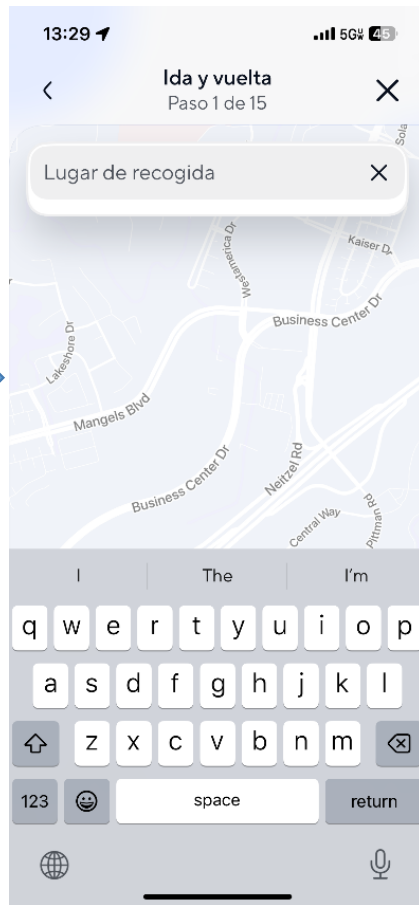 13:29
5G 45
Ida y vuelta
Paso 1 de 15
Lugar de recogida
Westamerica Dr
Kaiser Dr
Business Center Dr
Lakeshore Dr
Mangels Blvd
Business Center Dr
Neitzel Rd
Central Way
Pittman Rd
I The I'm
q w e r t y u i o p
a s d f g h j k l
z x c v b n m
123 space return